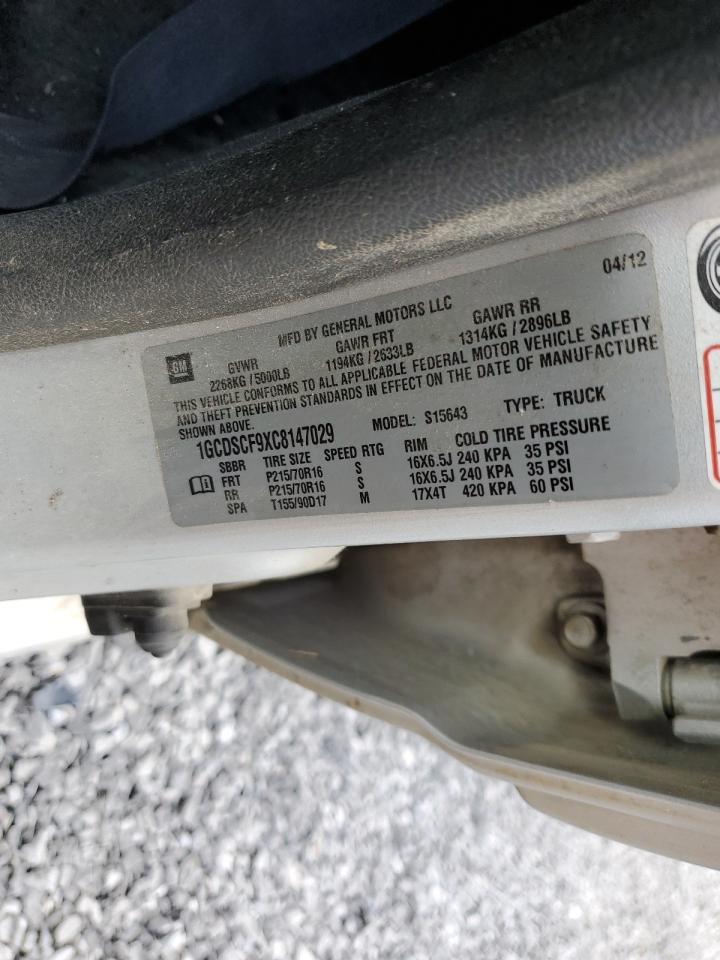 04/12
MFD BY GENERAL MOTORS LLC
GM
GVWR GAWR FRT GAWR RR
2268KG / 5000LB 1194KG / 2633LB 1314KG / 2896LB
THIS VEHICLE CONFORMS TO ALL APPLICABLE FEDERAL MOTOR VEHICLE SAFETY
AND THEFT PREVENTION STANDARDS IN EFFECT ON THE DATE OF MANUFACTURE
SHOWN ABOVE.
1GCDSCF9XC8147029 MODEL: S15643 TYPE: TRUCK
SBBR TIRE SIZE SPEED RTG RIM COLD TIRE PRESSURE
FRT P215/70R16 S 16X6.5J 240 KPA 35 PSI
RR P215/70R16 S 16X6.5J 240 KPA 35 PSI
SPA T155/90D17 M 17X4T 420 KPA 60 PSI